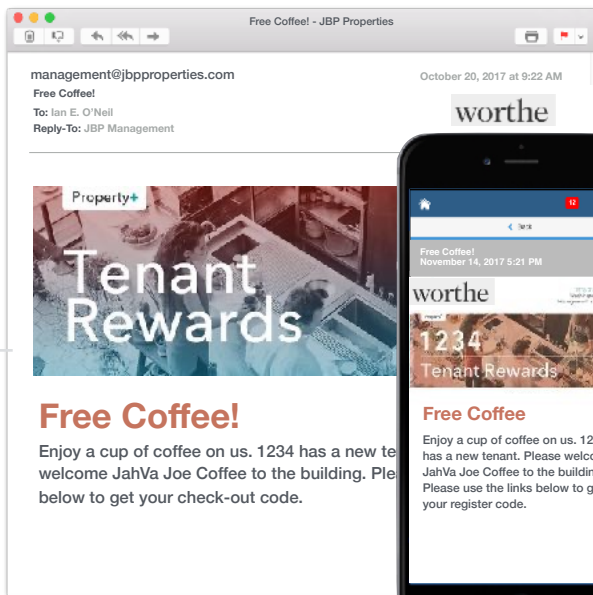 Free Coffee! - JBP Properties
management@jbpproperties.com
October 20, 2017 at 9:22 AM
Free Coffee!
To: Ian E. O'Neil
Reply-To: JBP Management
worthe
Property+
Tenant
Rewards
Free Coffee!
Enjoy a cup of coffee on us. 1234 has a new te
welcome JahVa Joe Coffee to the building. Ple
below to get your check-out code.
12
Back
Free Coffee!
November 14, 2017 5:21 PM
worthe
1234
Tenant Rewards
Free Coffee
Enjoy a cup of coffee on us. 12
has a new tenant. Please welco
JahVa Joe Coffee to the buildin
Please use the links below to g
your register code.